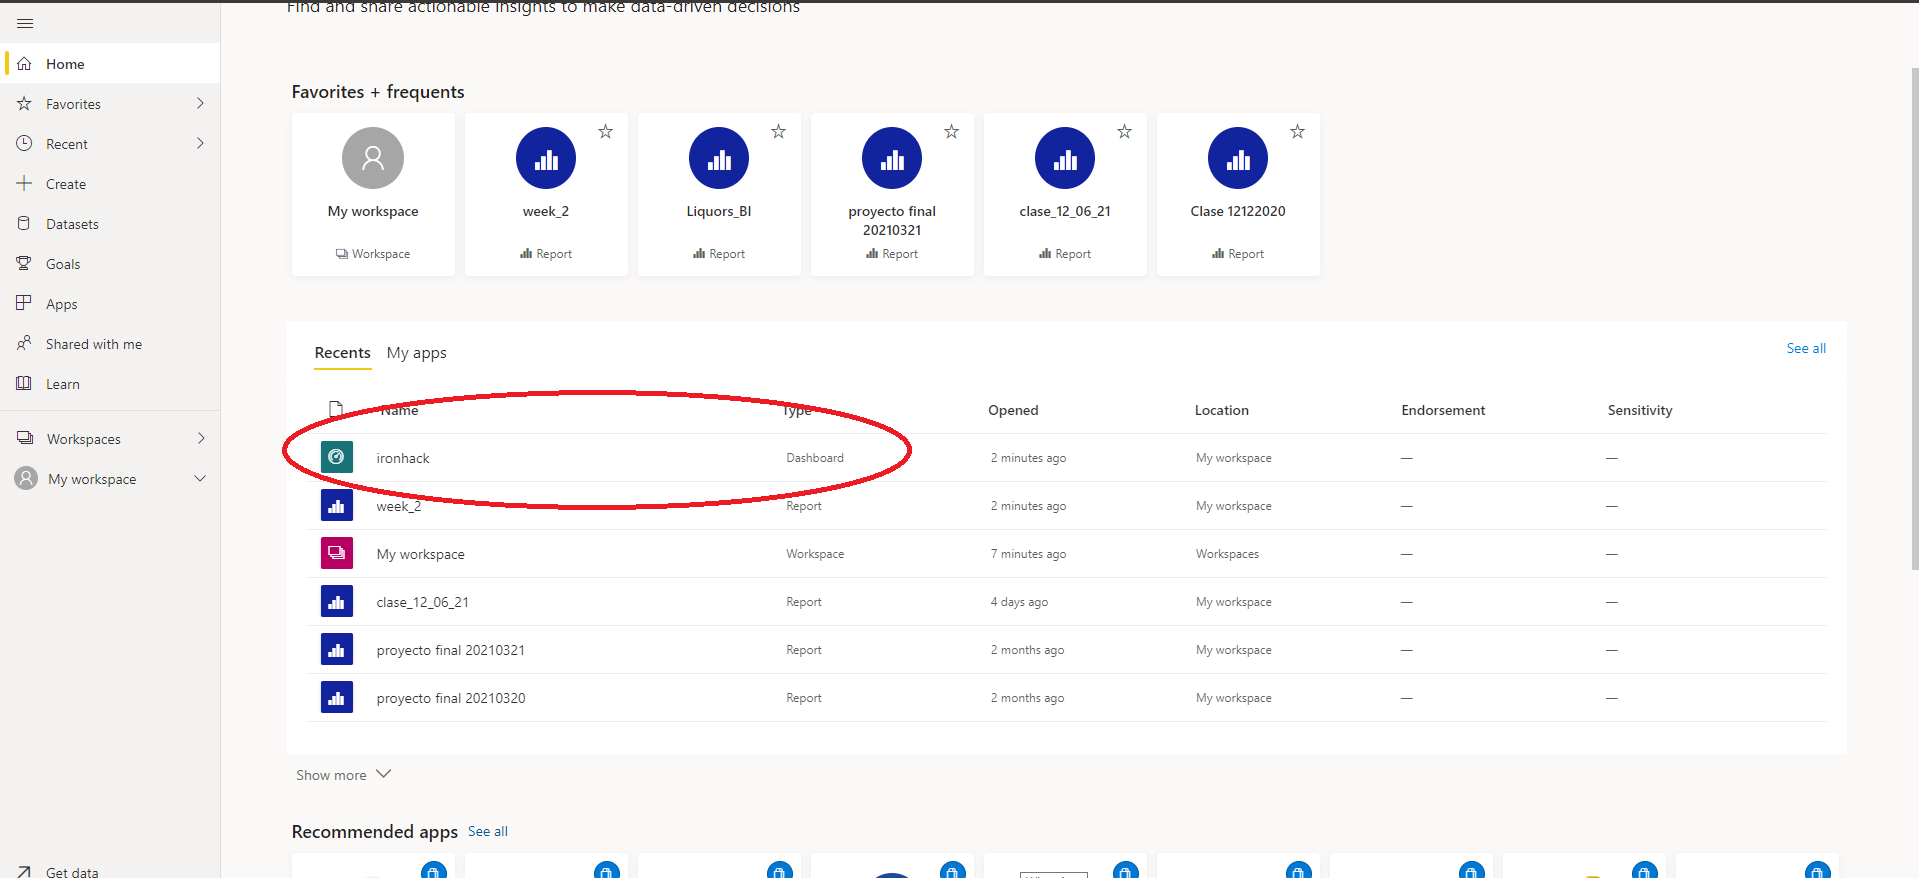 Find and share actionable insights to make data-driven decisions
Home
Favorites
Recent
Create
Datasets
Goals
Apps
Shared with me
Learn
Workspaces
My workspace
Get data
Favorites + frequents
My workspace
Workspace
week_2
Report
Liquors_BI
Report
proyecto final
20210321
Report
clase_12_06_21
Report
Clase 12122020
Report
Recents My apps See all
Name Type Opened Location Endorsement Sensitivity
ironhack Dashboard 2 minutes ago My workspace — —
week_2 Report 2 minutes ago My workspace — —
My workspace Workspace 7 minutes ago Workspaces — —
clase_12_06_21 Report 4 days ago My workspace — —
proyecto final 20210321 Report 2 months ago My workspace — —
proyecto final 20210320 Report 2 months ago My workspace — —
Show more
Recommended apps See all